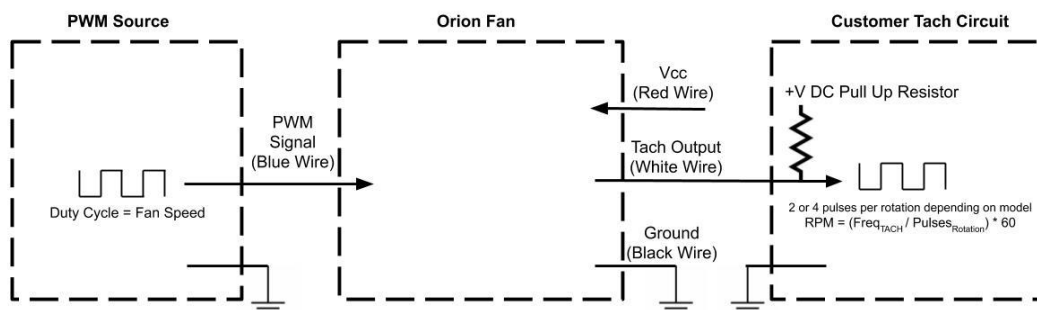 PWM Source
Orion Fan
Customer Tach Circuit
Vcc
(Red Wire)
+V DC Pull Up Resistor
PWM
Signal
(Blue Wire)
Tach Output
(White Wire)
Duty Cycle = Fan Speed
2 or 4 pulses per rotation depending on model
RPM = (Freq_TACH / Pulses_Rotation) * 60
Ground
(Black Wire)